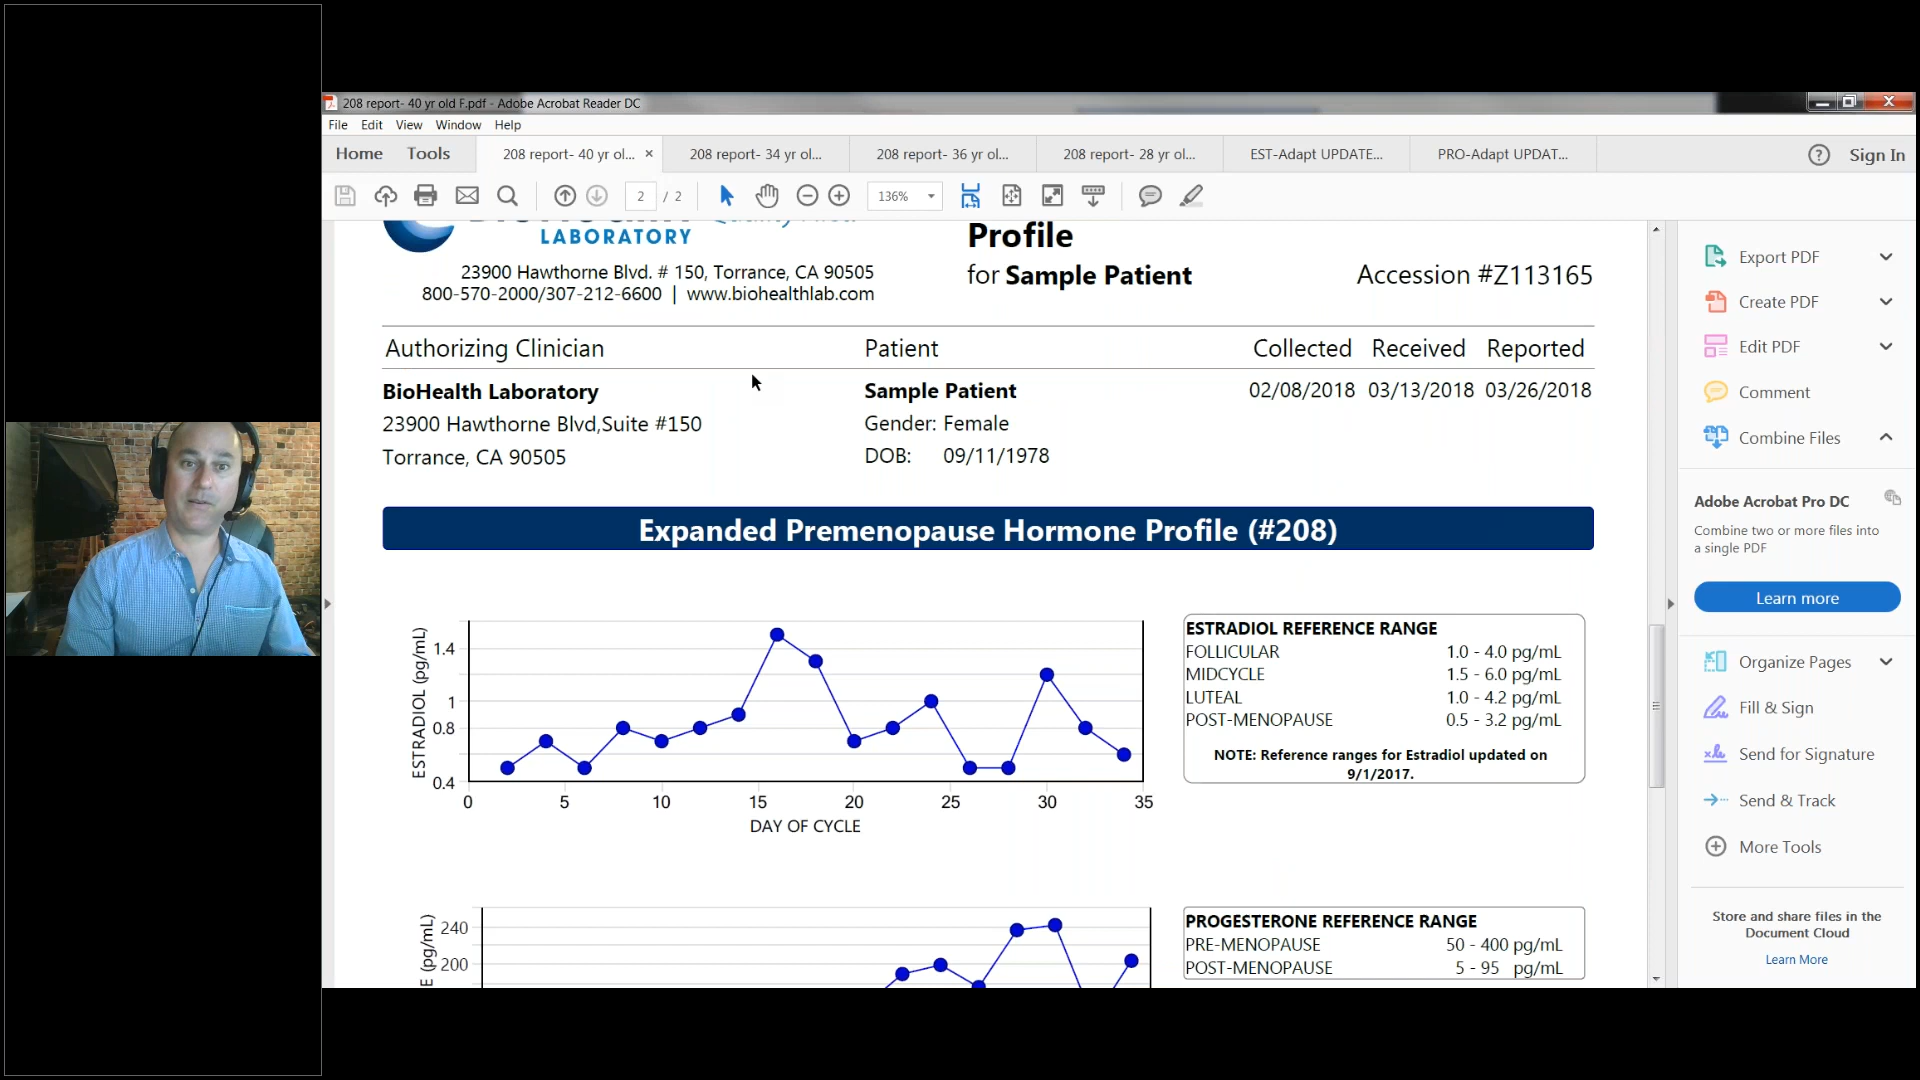 208 report- 40 yr old F.pdf - Adobe Acrobat Reader DC
File Edit View Window Help
Home Tools 208 report- 40 yr ol... × 208 report- 34 yr ol... 208 report- 36 yr ol... 208 report- 28 yr ol... EST-Adapt UPDATE... PRO-Adapt UPDAT... ? Sign In
2 / 2 136%
LABORATORY
Profile
23900 Hawthorne Blvd. # 150, Torrance, CA 90505
800-570-2000/307-212-6600 | www.biohealthlab.com
for Sample Patient
Accession #Z113165
Authorizing Clinician Patient Collected Received Reported
BioHealth Laboratory Sample Patient 02/08/2018 03/13/2018 03/26/2018
23900 Hawthorne Blvd,Suite #150 Gender: Female
Torrance, CA 90505 DOB: 09/11/1978
Expanded Premenopause Hormone Profile (#208)
ESTRADIOL (pg/mL)
1.4
1
0.8
0.4
0 5 10 15 20 25 30 35
DAY OF CYCLE
ESTRADIOL REFERENCE RANGE
FOLLICULAR 1.0 - 4.0 pg/mL
MIDCYCLE 1.5 - 6.0 pg/mL
LUTEAL 1.0 - 4.2 pg/mL
POST-MENOPAUSE 0.5 - 3.2 pg/mL
NOTE: Reference ranges for Estradiol updated on
9/1/2017.
E (pg/mL)
240
200
PROGESTERONE REFERENCE RANGE
PRE-MENOPAUSE 50 - 400 pg/mL
POST-MENOPAUSE 5 - 95 pg/mL
Export PDF
Create PDF
Edit PDF
Comment
Combine Files
Adobe Acrobat Pro DC
Combine two or more files into
a single PDF
Learn more
Organize Pages
Fill & Sign
Send for Signature
Send & Track
More Tools
Store and share files in the
Document Cloud
Learn More